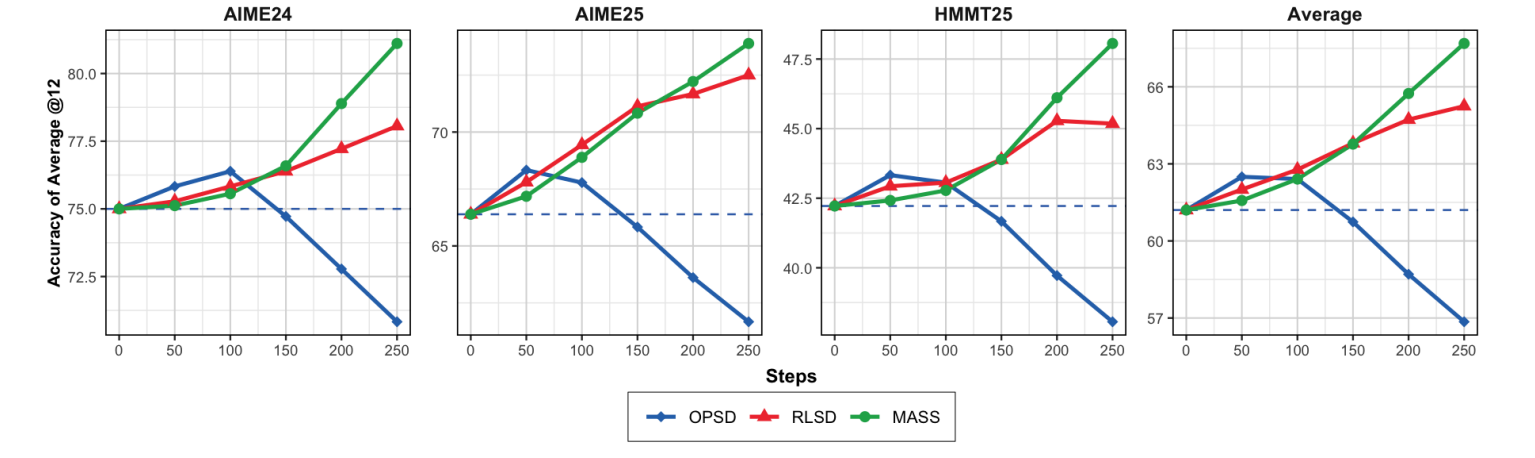 AIME24
AIME25
HMMT25
Average
Accuracy of Average @12
80.0
77.5
75.0
72.5
0 50 100 150 200 250
70
65
0 50 100 150 200 250
47.5
45.0
42.5
40.0
0 50 100 150 200 250
66
63
60
57
0 50 100 150 200 250
Steps
OPSD RLSD MASS